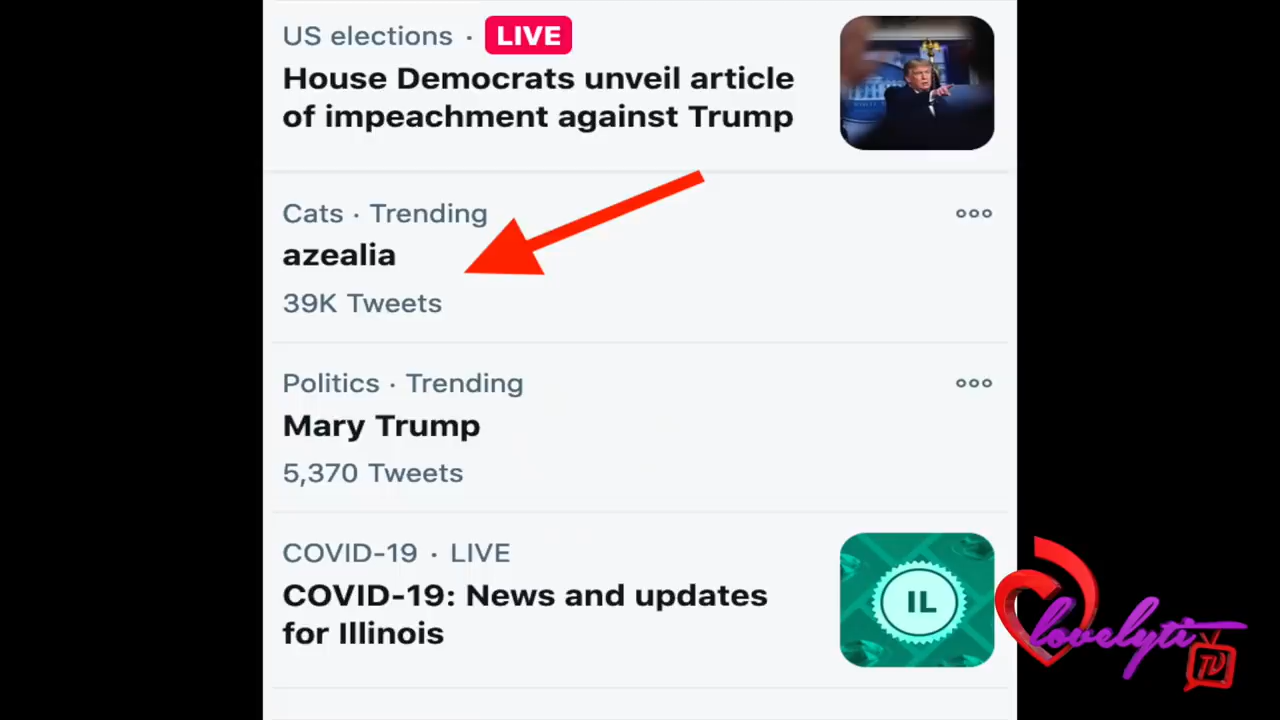 US elections · LIVE
House Democrats unveil article
of impeachment against Trump
Cats · Trending
azealia
39K Tweets
Politics · Trending
Mary Trump
5,370 Tweets
COVID-19 · LIVE
COVID-19: News and updates
for Illinois
IL
lovelyti
TV